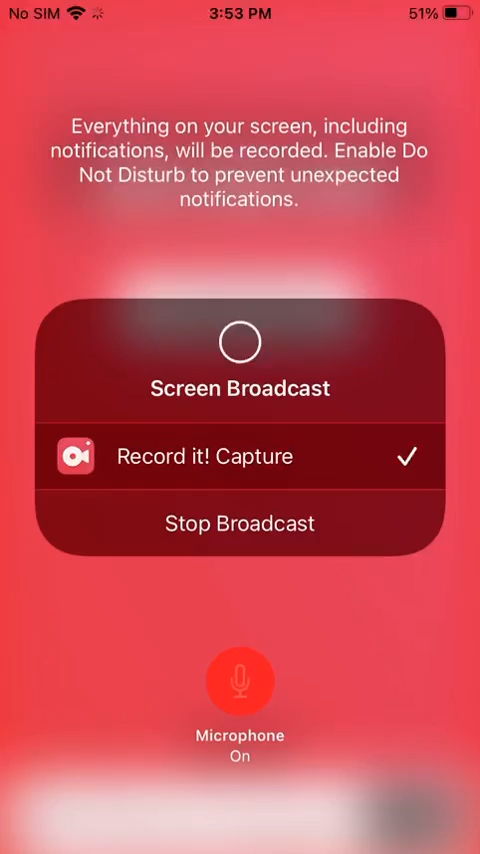 No SIM 3:53 PM 51%
Everything on your screen, including
notifications, will be recorded. Enable Do
Not Disturb to prevent unexpected
notifications.
Screen Broadcast
Record it! Capture
Stop Broadcast
Microphone
On